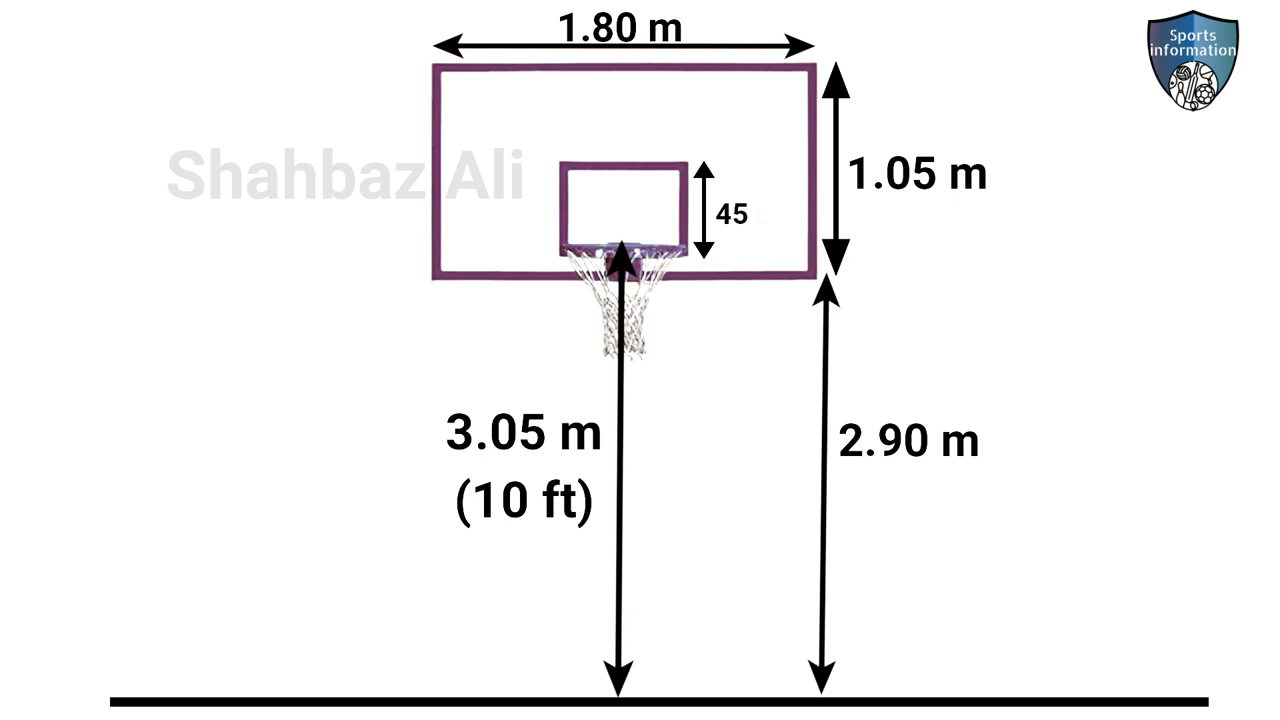 1.80 m
Sports
information
Shahbaz Ali
1.05 m
45
3.05 m
(10 ft)
2.90 m